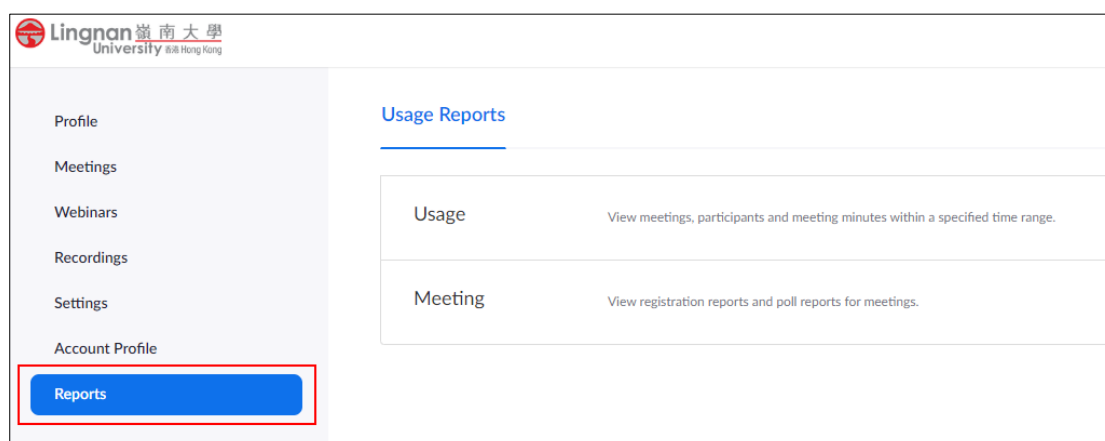 Lingnan 嶺南大學
University 香港 Hong Kong
Profile
Meetings
Webinars
Recordings
Settings
Account Profile
Reports
Usage Reports
Usage
View meetings, participants and meeting minutes within a specified time range.
Meeting
View registration reports and poll reports for meetings.